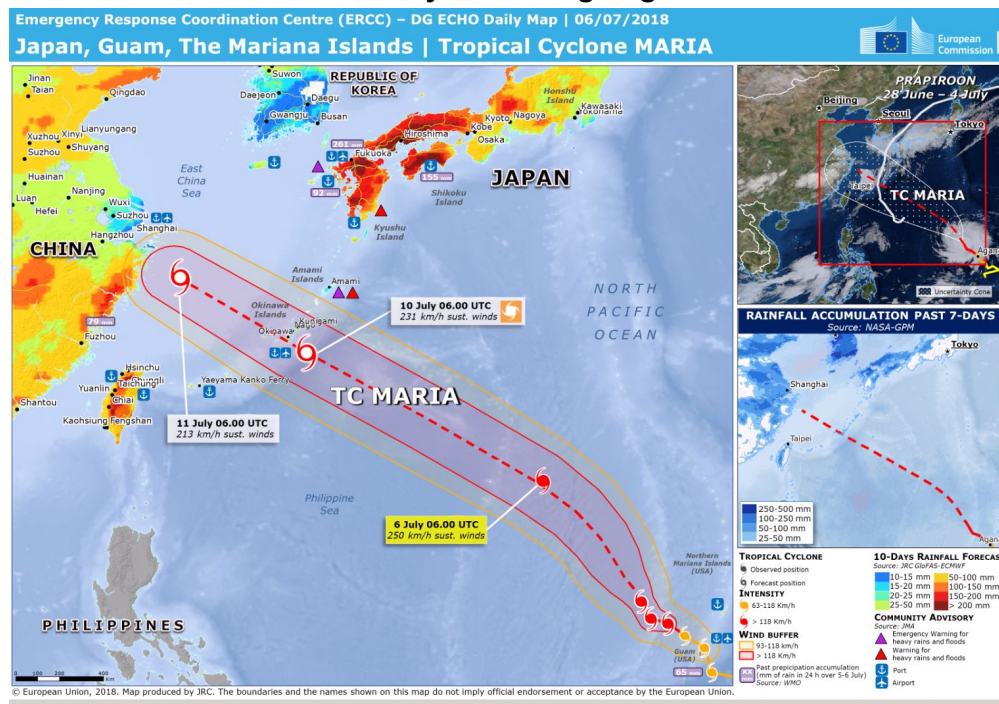 Emergency Response Coordination Centre (ERCC) – DG ECHO Daily Map | 06/07/2018
Japan, Guam, The Mariana Islands | Tropical Cyclone MARIA
European
Commission
Jinan
Taian
Qingdao
Suwon
REPUBLIC OF
KOREA
Daejeon
Daegu
Gwangju
Busan
Honshu
Island
Kawasaki
Yokohama
Kyoto
Nagoya
Kobe
Osaka
Hiroshima
261 mm
Fukuoka
155 mm
92 mm
JAPAN
Shikoku
Island
Kyushu
Island
Xuzhou
Xinyi
Lianyungang
Suzhou
Shuyang
Huainan
East
China
Sea
Nanjing
Luan
Hefei
Wuxi
Suzhou
Shanghai
Hangzhou
CHINA
Amami
Islands
Amami
NORTH
PACIFIC
OCEAN
10 July 06.00 UTC
231 km/h sust. winds
Okinawa
Islands
Kunigami
Nago
Okinawa
79 mm
Fuzhou
Hsinchu
Yuanlin
Taichung
Chiai
Kaohsiung
Fengshan
Shantou
Yaeyama Kanko Ferry
TC MARIA
11 July 06.00 UTC
213 km/h sust. winds
Philippine
Sea
6 July 06.00 UTC
250 km/h sust. winds
Northern
Mariana Islands
(USA)
Guam
(USA)
65 mm
PHILIPPINES
0 100 200 400
km
PRAPIROON
28 June – 4 July
Beijing
Seoul
Tokyo
Taipei
TC MARIA
Agana
Uncertainty Cone
RAINFALL ACCUMULATION PAST 7-DAYS
Source: NASA-GPM
Tokyo
Shanghai
Taipei
250-500 mm
100-250 mm
50-100 mm
25-50 mm
TROPICAL CYCLONE
Observed position
Forecast position
INTENSITY
63-118 Km/h
> 118 Km/h
WIND BUFFER
93-118 km/h
> 118 Km/h
XX
mm
Past prepicipation accumulation
(mm of rain in 24 h over 5-6 July)
Source: WMO
10-DAYS RAINFALL FORECAS
Source: JRC GloFAS-ECMWF
10-15 mm
15-20 mm
20-25 mm
25-50 mm
50-100 mm
100-150 mm
150-200 mm
> 200 mm
COMMUNITY ADVISORY
Source: JMA
Emergency Warning for
heavy rains and floods
Warning for
heavy rains and floods
Port
Airport
© European Union, 2018. Map produced by JRC. The boundaries and the names shown on this map do not imply official endorsement or acceptance by the European Union.